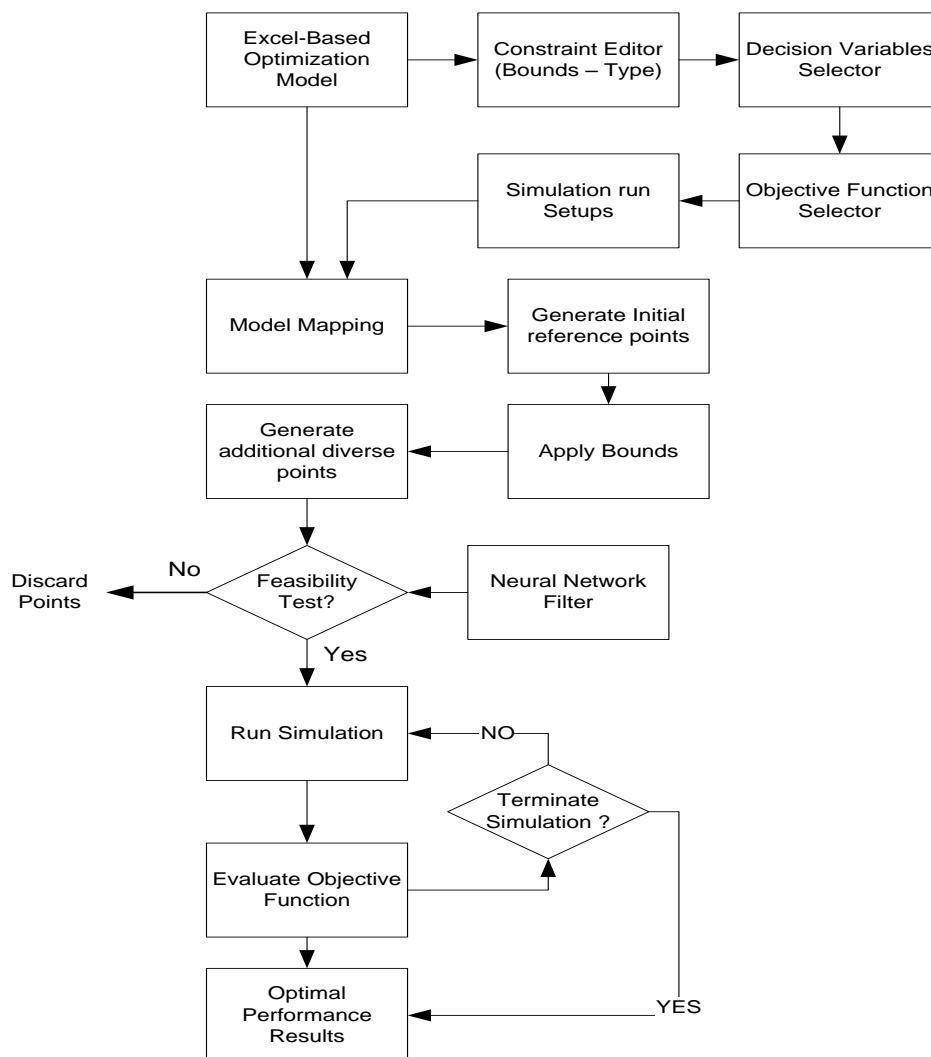 Excel-Based
Optimization
Model
Constraint Editor
(Bounds – Type)
Decision Variables
Selector
Simulation run
Setups
Objective Function
Selector
Model Mapping
Generate Initial
reference points
Generate
additional diverse
points
Apply Bounds
No
Discard
Points
Feasibility
Test?
Neural Network
Filter
Yes
Run Simulation
NO
Terminate
Simulation ?
Evaluate Objective
Function
Optimal
Performance
Results
YES